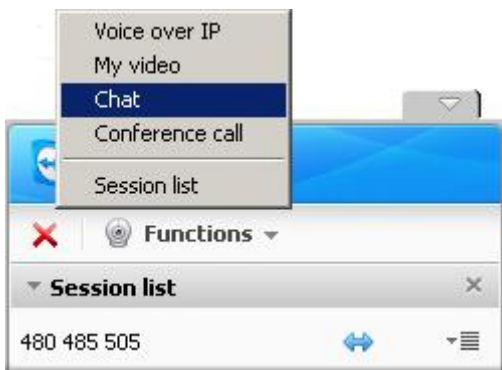 Voice over IP
My video
Chat
Conference call
Session list
Functions
Session list
480 485 505